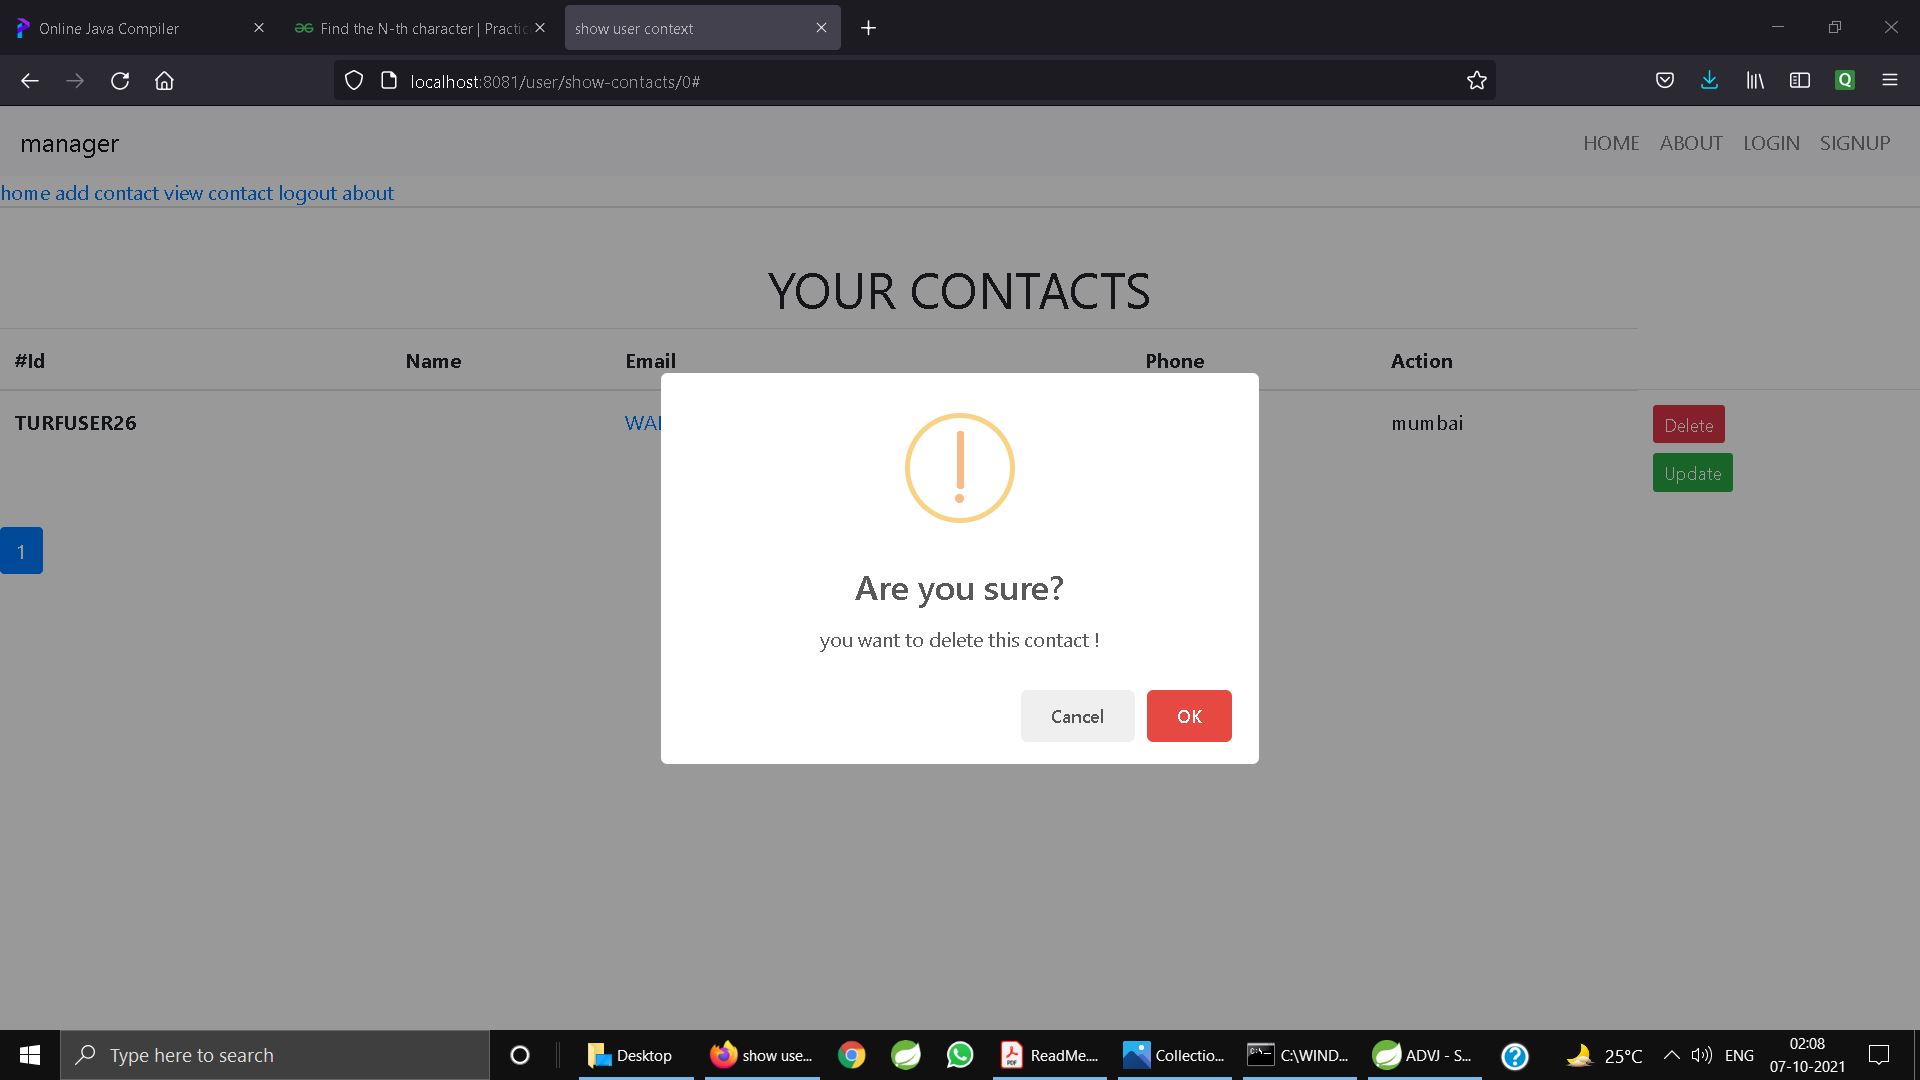 Online Java Compiler
Find the N-th character | Practic
show user context
localhost:8081/user/show-contacts/0#
manager
HOME ABOUT LOGIN SIGNUP
home add contact view contact logout about
YOUR CONTACTS
#Id Name Email Phone Action
TURFUSER26 mumbai Delete
Update
1
Are you sure?
you want to delete this contact !
Cancel OK
Type here to search
Desktop
show use...
ReadMe....
Collectio...
C:\WIND...
ADVJ - S...
25°C
ENG
02:08
07-10-2021